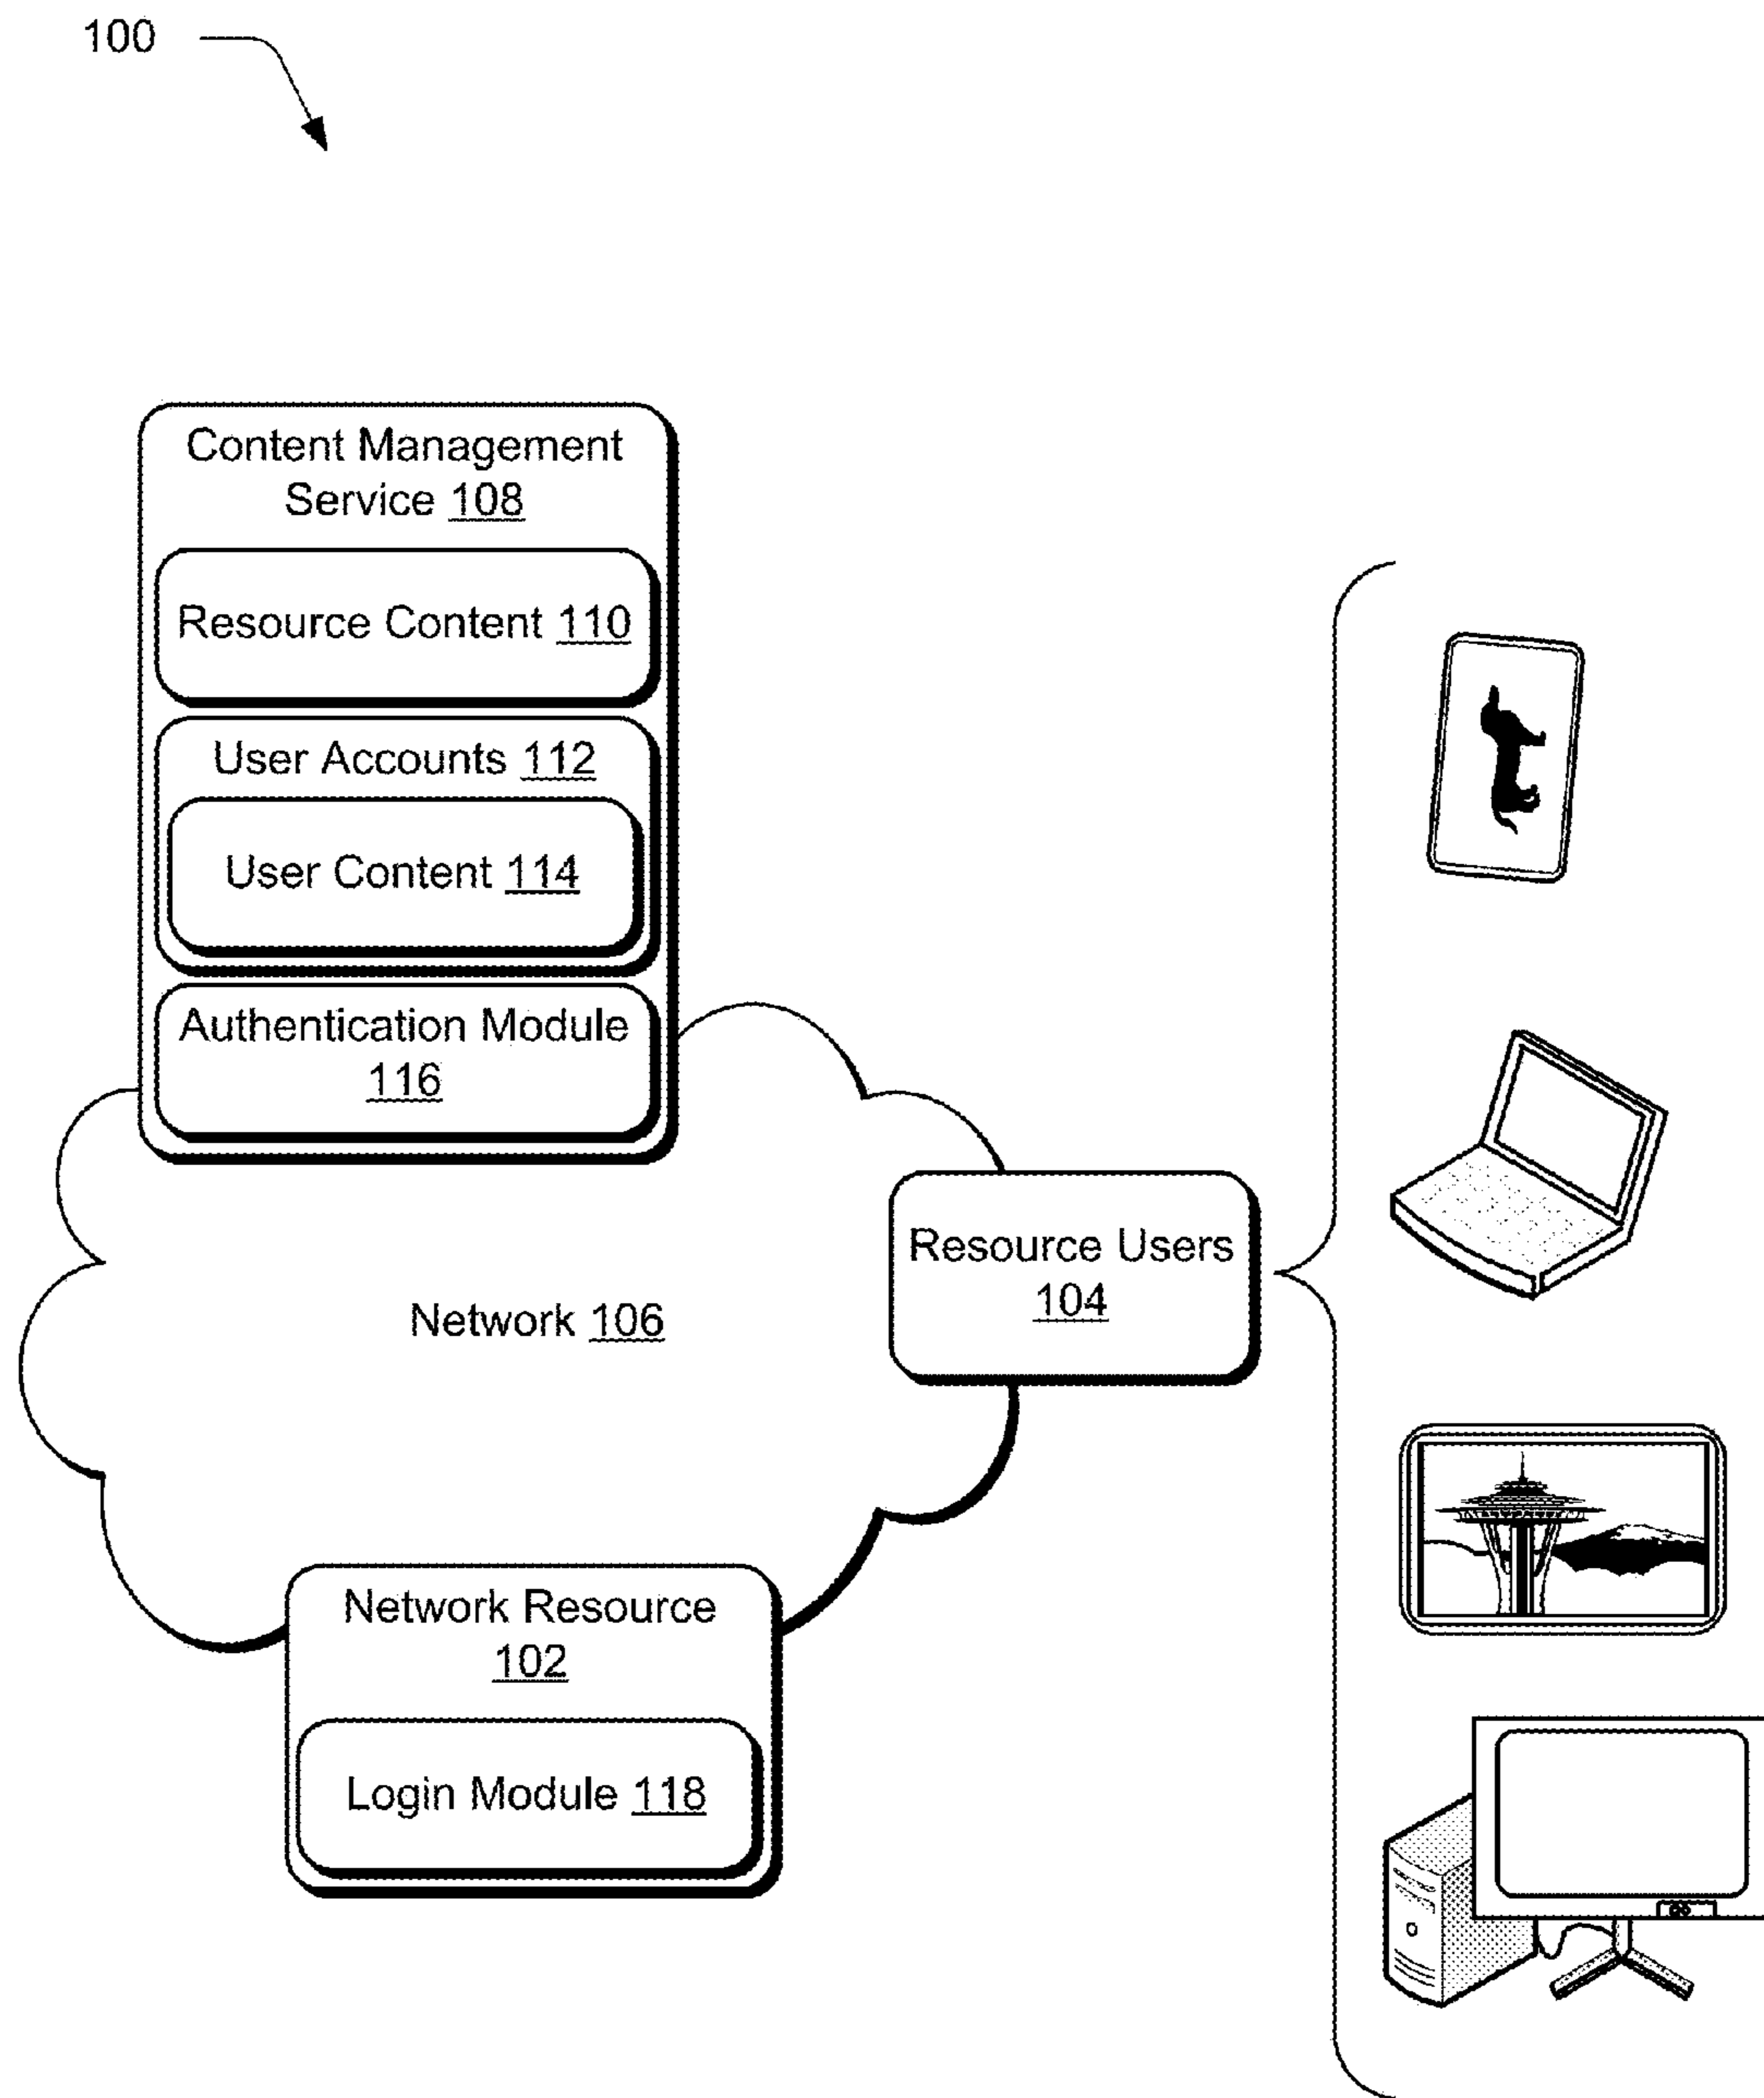 100
Content Management
Service 108
Resource Content 110
User Accounts 112
User Content 114
Authentication Module
116
Resource Users
104
Network 106
Network Resource
102
Login Module 118